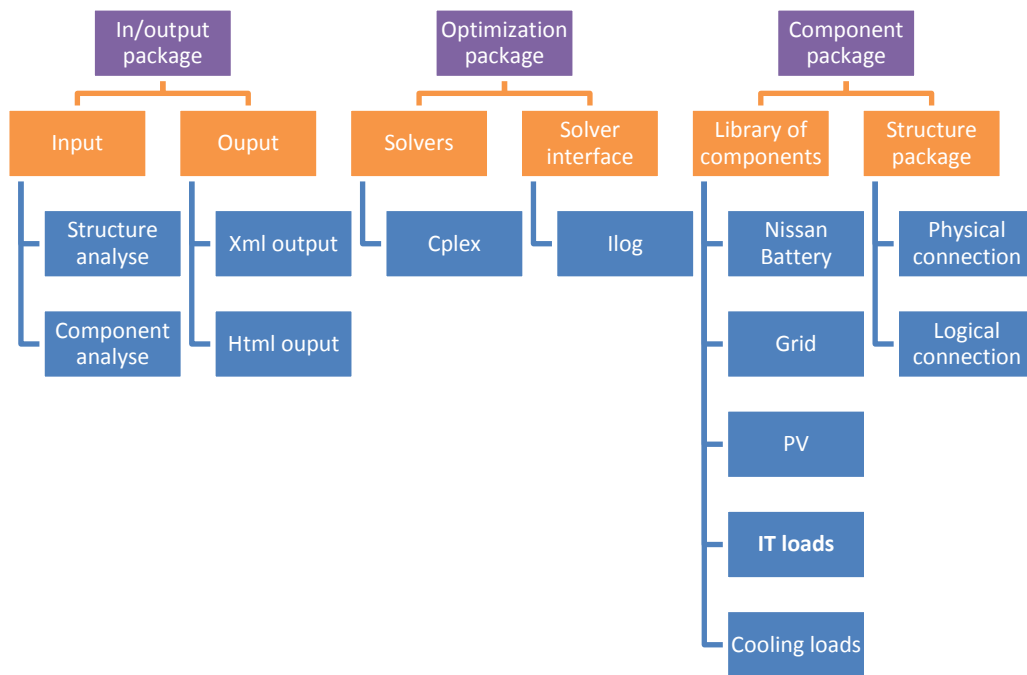 In/output
package
Optimization
package
Component
package
Input
Ouput
Solvers
Solver
interface
Library of
components
Structure
package
Structure
analyse
Xml output
Cplex
Ilog
Nissan
Battery
Physical
connection
Component
analyse
Html ouput
Grid
Logical
connection
PV
IT loads
Cooling loads